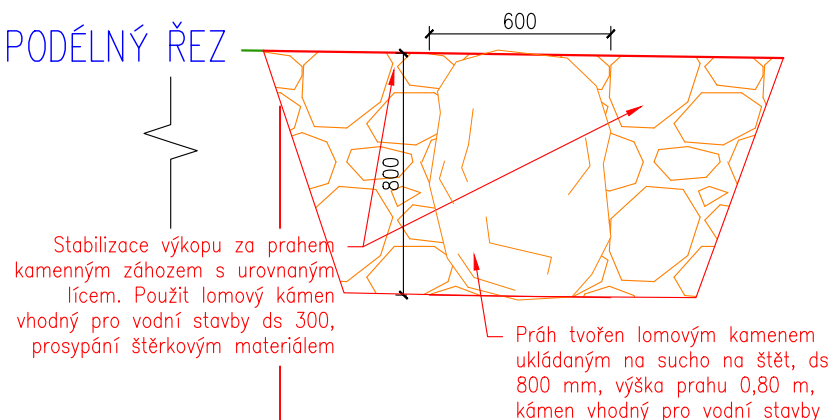 PODÉLNÝ ŘEZ
600
800
Stabilizace výkopu za prahem
kamenným záhozem s urovnaným
lícem. Použit lomový kámen
vhodný pro vodní stavby ds 300,
prosypání štěrkovým materiálem
Práh tvořen lomovým kamenem
ukládaným na sucho na štět, ds
800 mm, výška prahu 0,80 m,
kámen vhodný pro vodní stavby